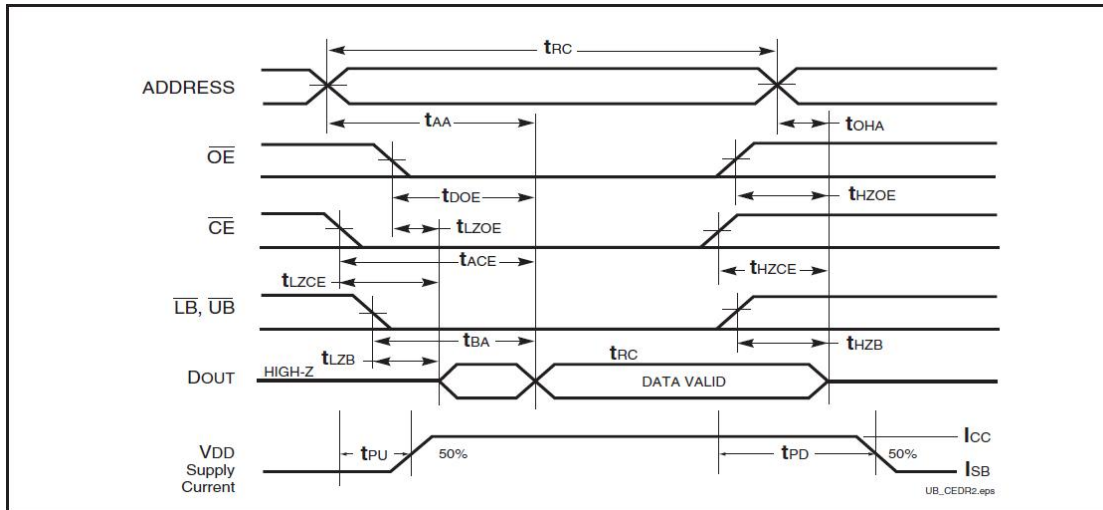 tRC
ADDRESS
tAA
tOHA
OE
tDOE
tHZOE
CE
tLZOE
tACE
tHZCE
tLZCE
LB, UB
tBA
tRC
tLZB
tHZB
DOUT
HIGH-Z
DATA VALID
ICC
VDD
tPU
50%
tPD
50%
Supply
ISB
Current
UB_CEDR2.eps